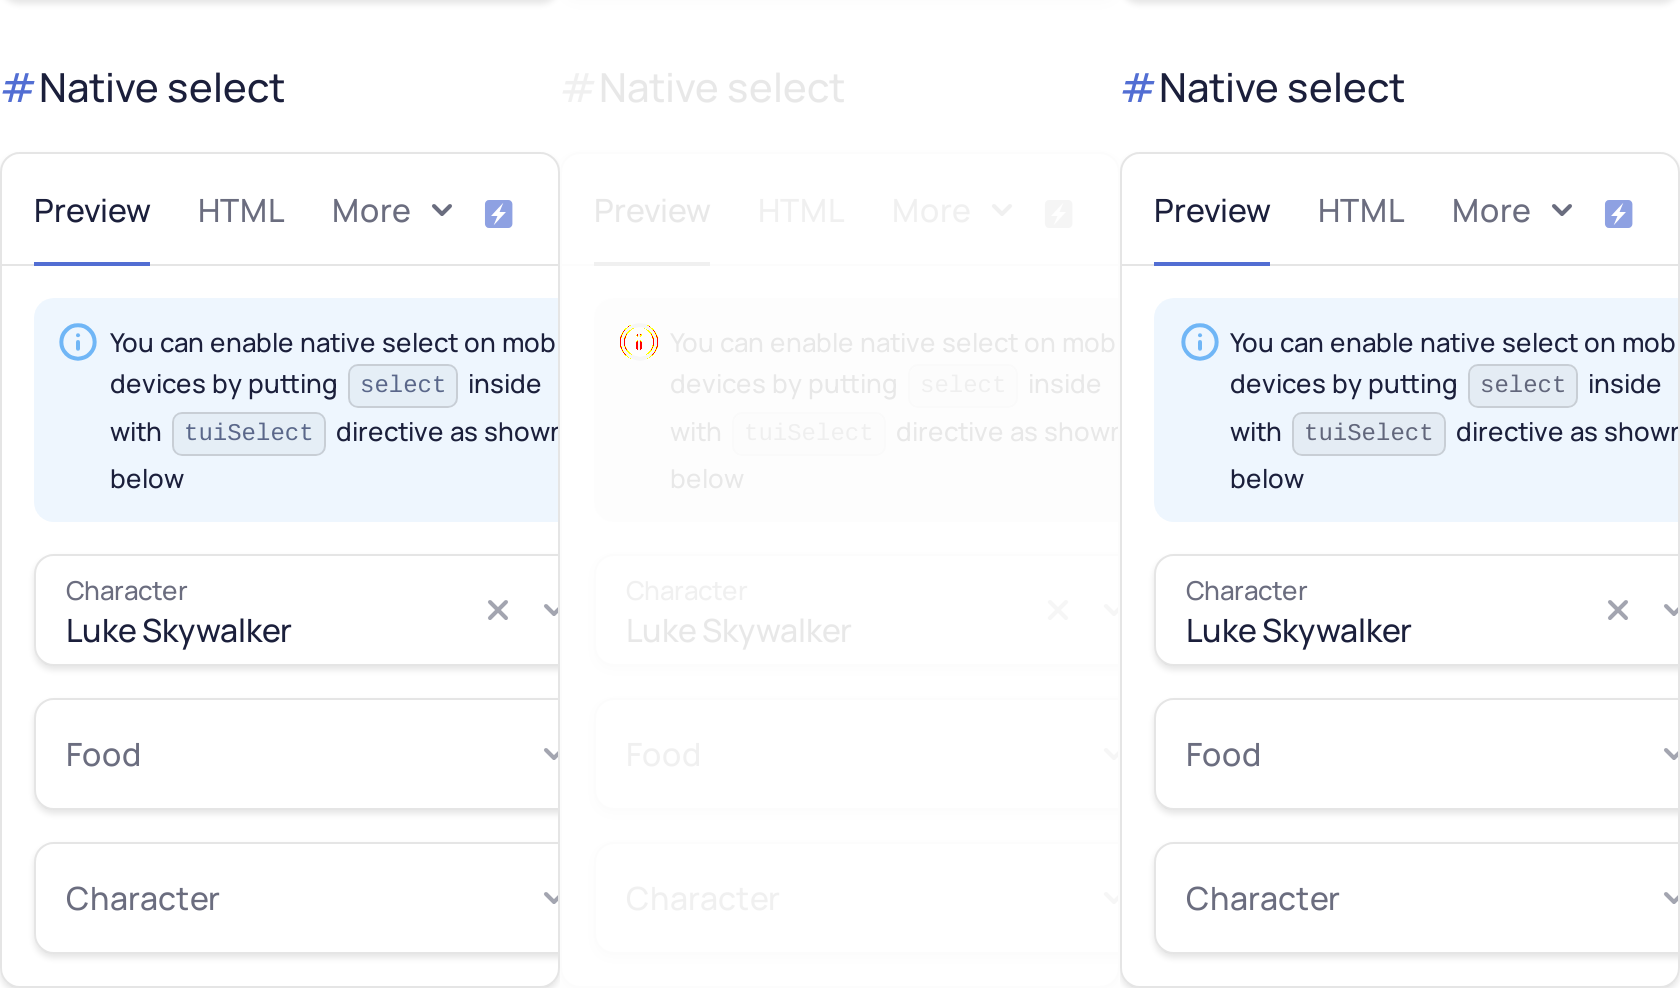 #Native select
Preview HTML More
You can enable native select on mob
devices by putting select inside
with tuiSelect directive as shown
below
Character
Luke Skywalker
Food
Character
#Native select
Preview HTML More
You can enable native select on mob
devices by putting select inside
with tuiSelect directive as shown
below
Character
Luke Skywalker
Food
Character
#Native select
Preview HTML More
You can enable native select on mob
devices by putting select inside
with tuiSelect directive as shown
below
Character
Luke Skywalker
Food
Character